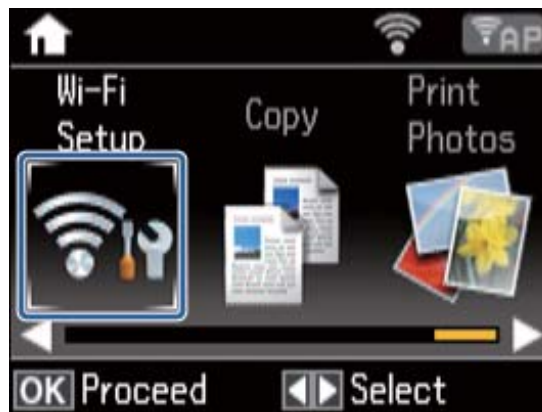 AP
Wi-Fi
Setup
Copy
Print
Photos
OK Proceed
Select